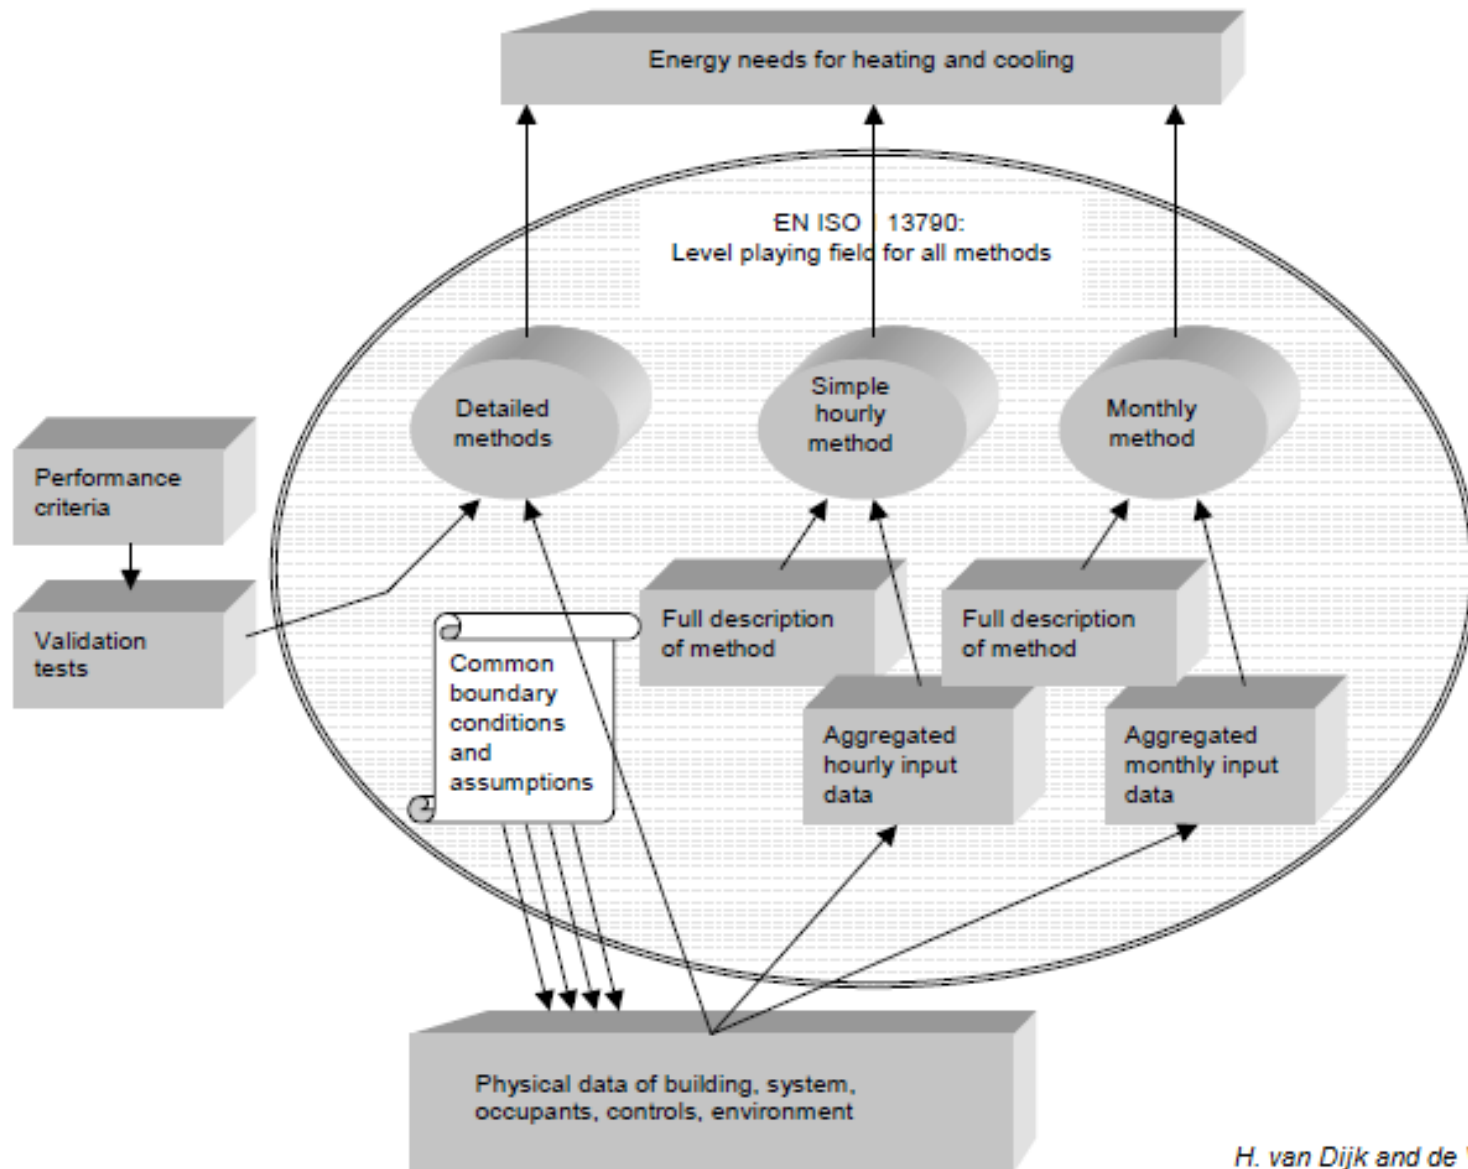 Energy needs for heating and cooling
EN ISO 13790:
Level playing field for all methods
Detailed
methods
Simple
hourly
method
Monthly
method
Performance
criteria
Validation
tests
Full description
of method
Full description
of method
Common
boundary
conditions
and
assumptions
Aggregated
hourly input
data
Aggregated
monthly input
data
Physical data of building, system,
occupants, controls, environment
H. van Dijk and de